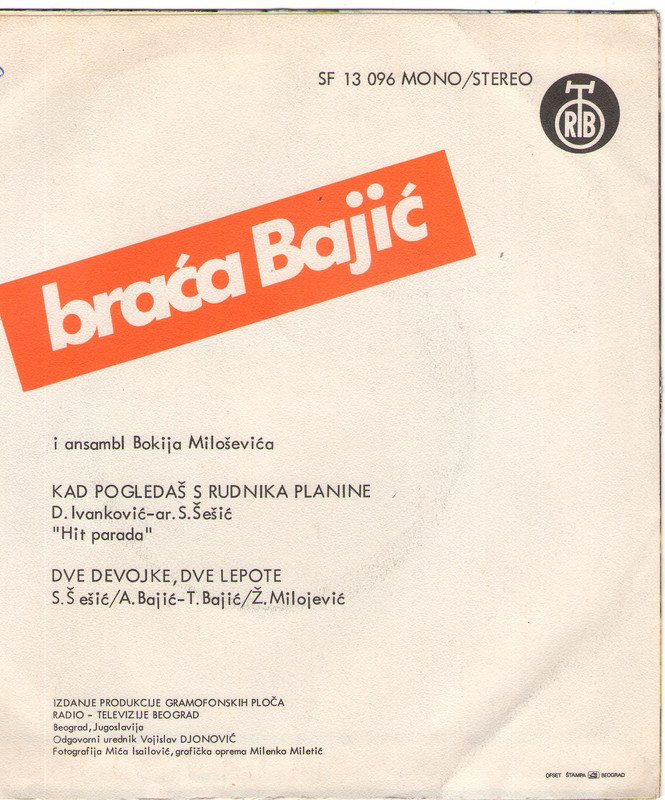 SF 13 096 MONO/STEREO
RTB
braća Bajić
i ansambl Bokija Miloševića
KAD POGLEDAŠ S RUDNIKA PLANINE
D. Ivanković-ar. S. Šešić
"Hit parada"
DVE DEVOJKE, DVE LEPOTE
S. Šešić/A. Bajić-T. Bajić/Ž. Milojević
IZDANJE PRODUKCIJE GRAMOFONSKIH PLOČA
RADIO - TELEVIZIJE BEOGRAD
Beograd, Jugoslavija
Odgovorni urednik Vojislav DJONOVIĆ
Fotografija Mića Isailović, grafička oprema Milenko Miletić
OFSET ŠTAMPA BEOGRAD